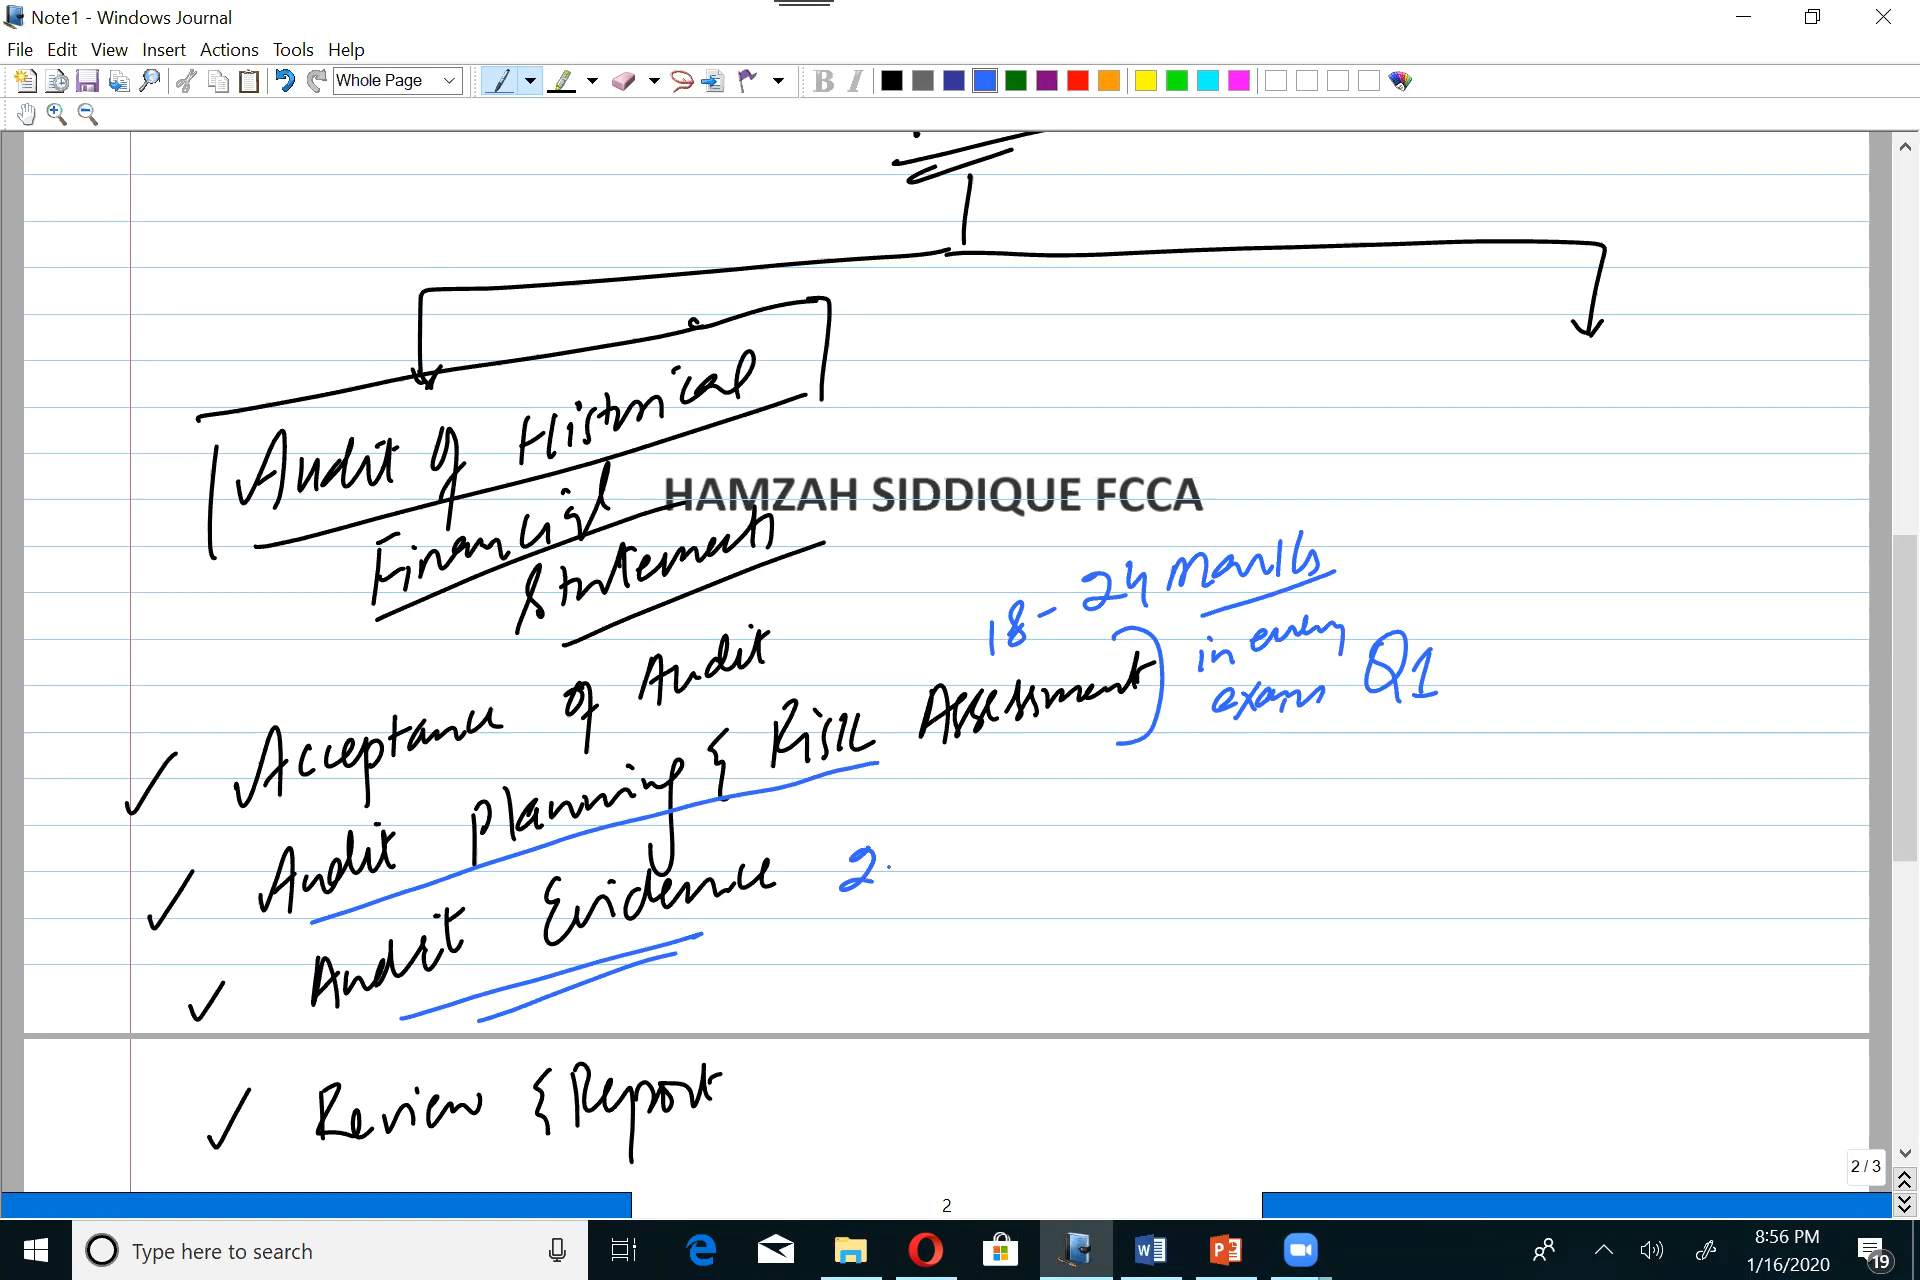 Note1 - Windows Journal
File Edit View Insert Actions Tools Help
Whole Page
B I
Audit of Historical
Financial
Statements
HAMZAH SIDDIQUE FCCA
18 - 24 Marks
in every
exam Q1
Acceptance of Audit
Audit Planning & Risk Assessment
Audit Evidence 2.
Review & Report
2 / 3
2
Type here to search
8:56 PM
1/16/2020
19